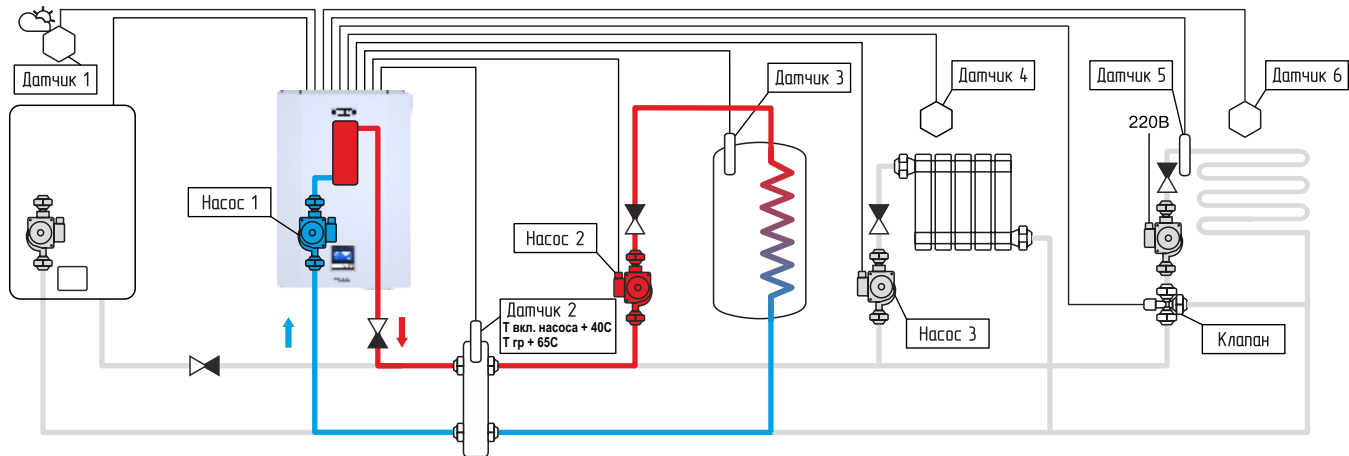 Датчик 1
Насос 1
Датчик 2
Т вкл. насоса + 40С
Т гр + 65С
Насос 2
Датчик 3
Насос 3
Датчик 4
Датчик 5
220В
Датчик 6
Клапан